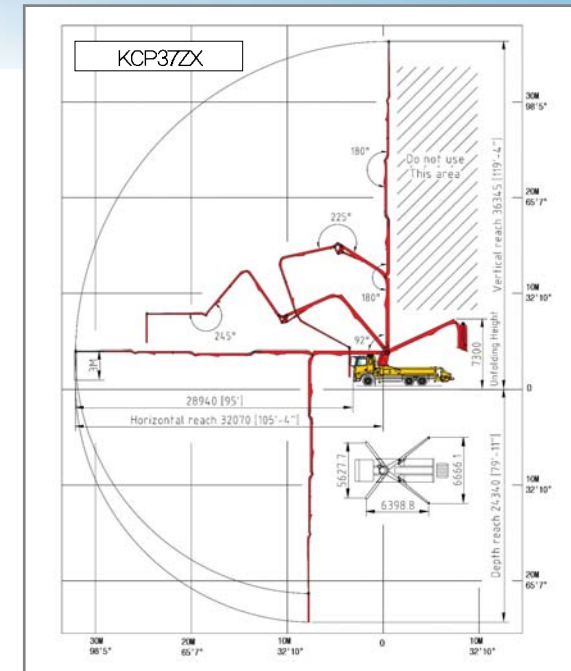 KCP37ZX
30M
98'5"
180°
Do not use
This area
Vertical reach 36345 [119'-4"]
20M
65'7"
225°
180°
10M
32'10"
245°
92°
7300
Unfolding Height
3M
28940 [95']
0
Horizontal reach 32070 [105'-4"]
5627.7
6666.1
6398.8
Depth reach 24340 [79'-11"]
10M
32'10"
20M
65'7"
30M
98'5"
20M
65'7"
10M
32'10"
0
10M
32'10"